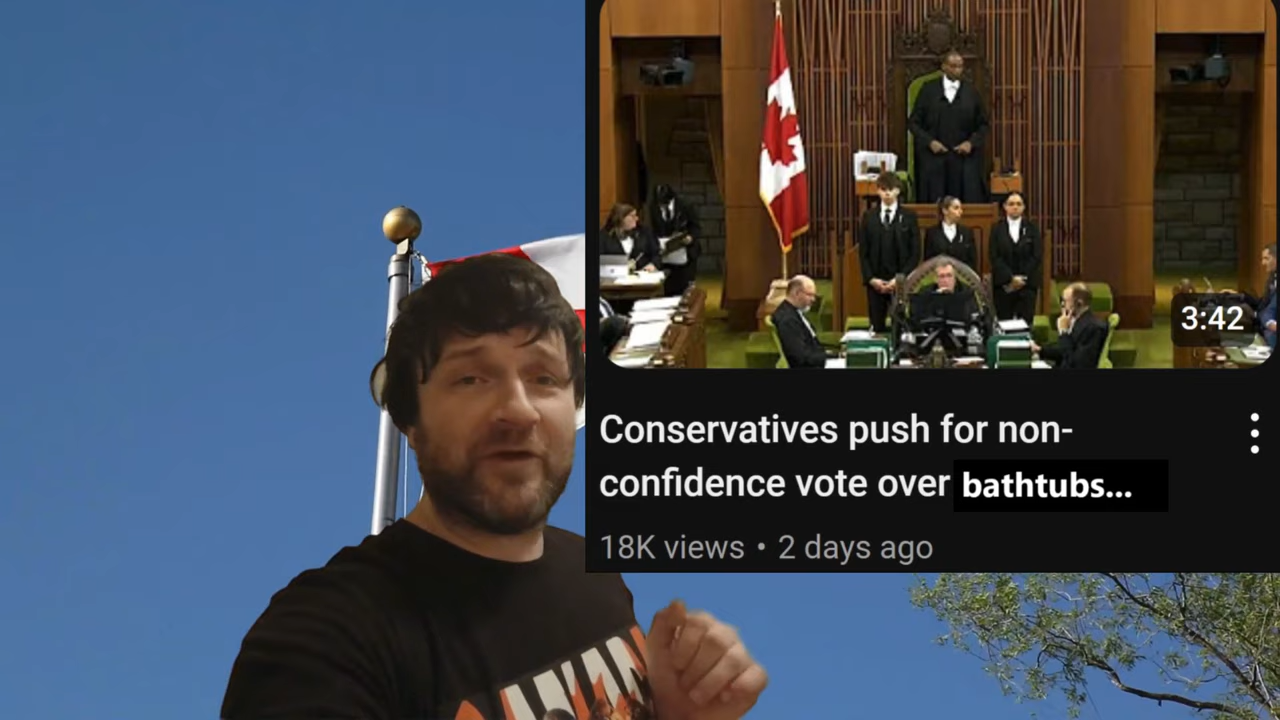 3:42
Conservatives push for non-
confidence vote over bathtubs...
18K views • 2 days ago